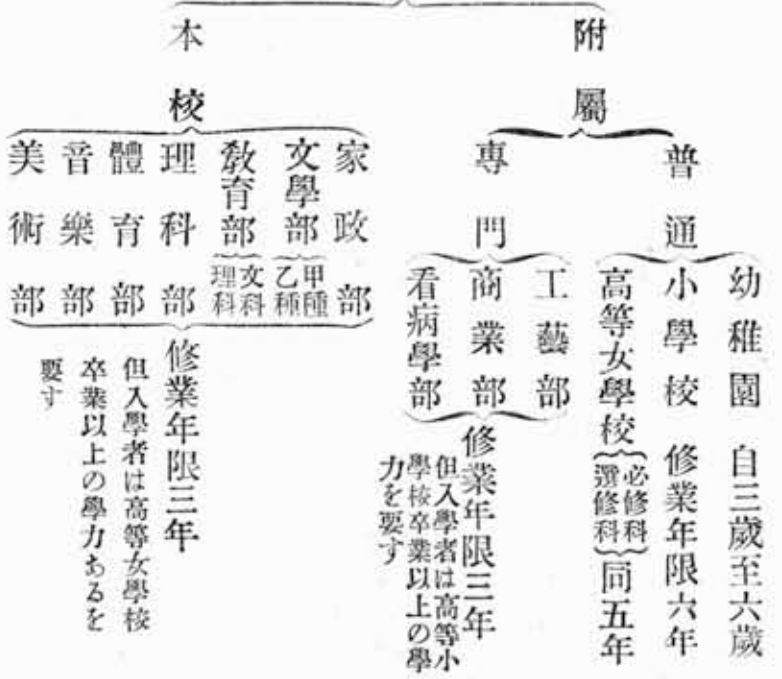 附屬
普通
幼稚園 自三歲至六歲
小學校 修業年限六年
高等女學校
必修科
選修科
同五年
專門
工藝部
商業部
看病學部
修業年限三年
但入學者は高等小
學校卒業以上の學
力を要す
本校
家政部
文學部
甲種
乙種
教育部
文科
理科
理科部
體育部
音樂部
美術部
修業年限三年
但入學者は高等女學校
卒業以上の學力あるを
要す